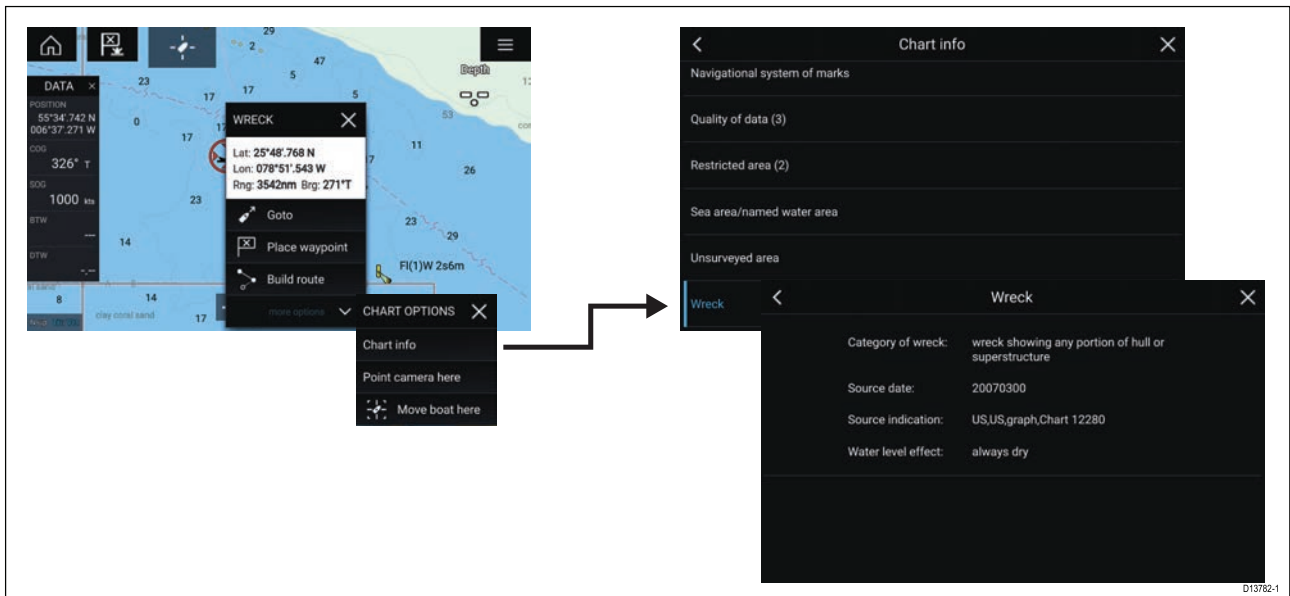 29
2
47
5
Depth
12
DATA ×
POSITION
55°34'.742 N
006°37'.271 W
COG
326° T
SOG
1000 kts
BTW
---
DTW
-.--
23
17
17
5
53
0
17
17
11
26
23
23
29
14
Fl(1)W 2s6m
8
14
clay coral sand
17
WRECK
Lat: 25°48'.768 N
Lon: 078°51'.543 W
Rng: 3542nm Brg: 271°T
Goto
Place waypoint
Build route
more options
CHART OPTIONS
Chart info
Point camera here
Move boat here
Chart info
Navigational system of marks
Quality of data (3)
Restricted area (2)
Sea area/named water area
Unsurveyed area
Wreck
Wreck
Category of wreck: wreck showing any portion of hull or
superstructure
Source date: 20070300
Source indication: US,US,graph,Chart 12280
Water level effect: always dry
D13782-1